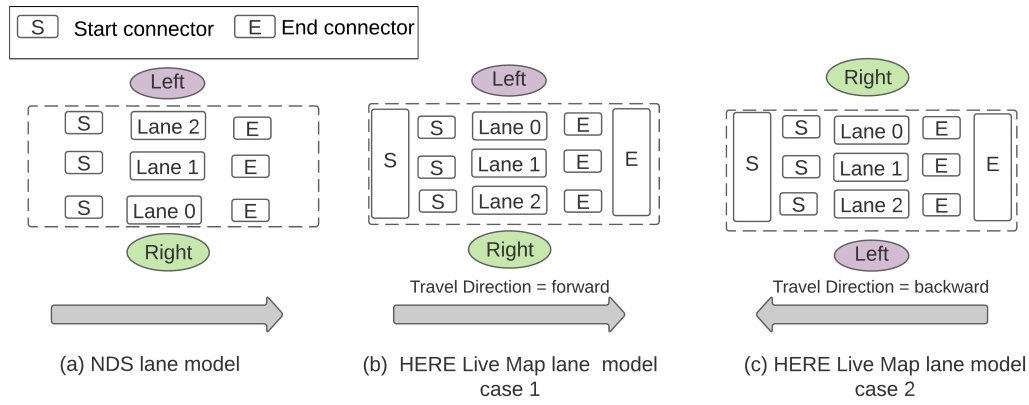 S Start connector E End connector
Left
S Lane 2 E
S Lane 1 E
S Lane 0 E
Right
(a) NDS lane model
Left
S Lane 0 E
S S Lane 1 E E
S Lane 2 E
Right
Travel Direction = forward
(b) HERE Live Map lane model
case 1
Right
S Lane 0 E
S S Lane 1 E E
S Lane 2 E
Left
Travel Direction = backward
(c) HERE Live Map lane model
case 2